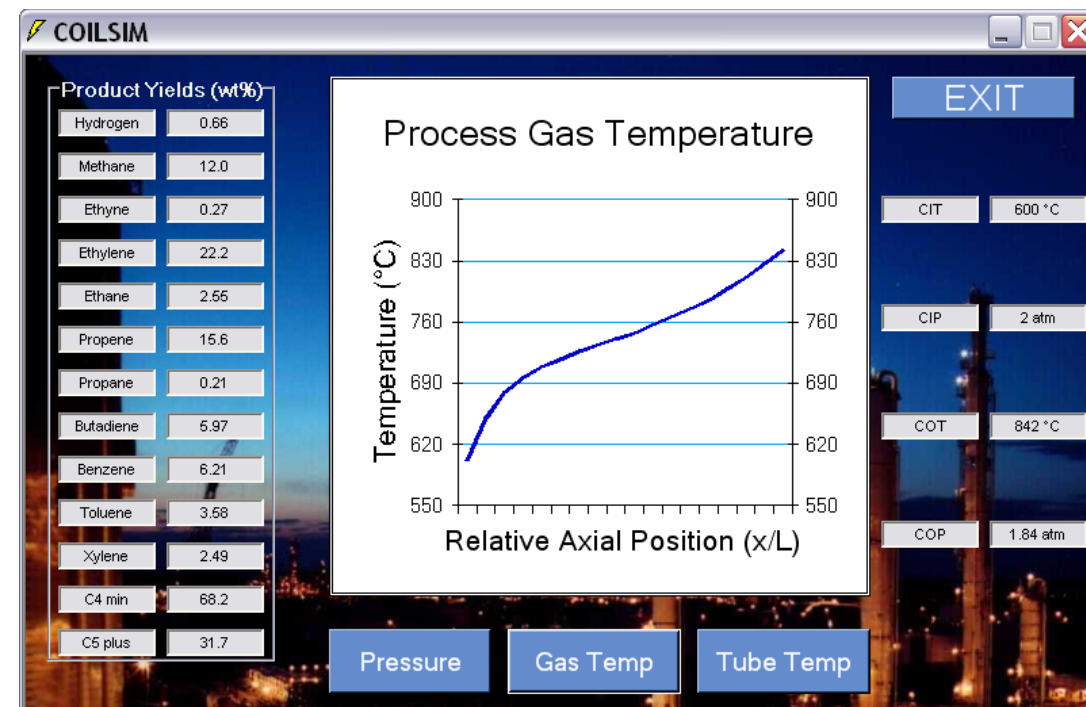 COILSIM
Product Yields (wt%)
Hydrogen 0.66
Methane 12.0
Ethyne 0.27
Ethylene 22.2
Ethane 2.55
Propene 15.6
Propane 0.21
Butadiene 5.97
Benzene 6.21
Toluene 3.58
Xylene 2.49
C4 min 68.2
C5 plus 31.7
Process Gas Temperature
Temperature (°C)
900 900
830 830
760 760
690 690
620 620
550 550
Relative Axial Position (x/L)
Pressure Gas Temp Tube Temp
EXIT
CIT 600 °C
CIP 2 atm
COT 842 °C
COP 1.84 atm